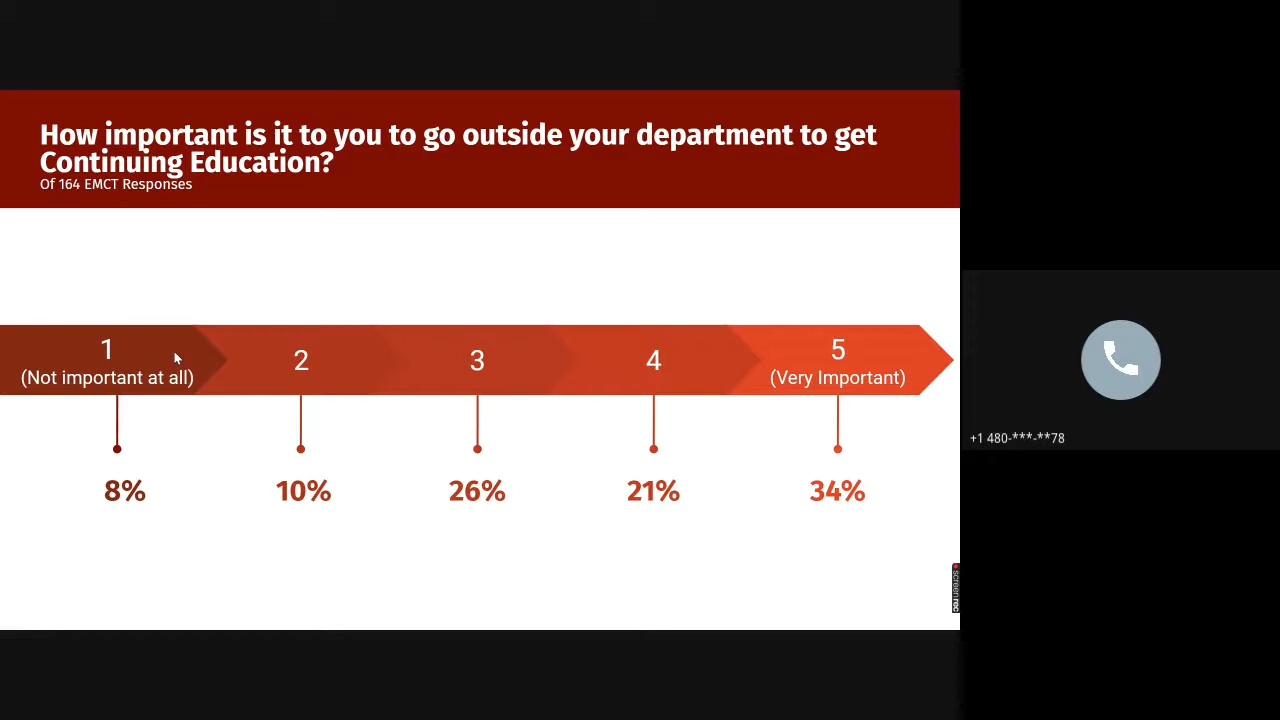 How important is it to you to go outside your department to get
Continuing Education?
Of 164 EMCT Responses
1
(Not important at all)
2
3
4
5
(Very Important)
8%
10%
26%
21%
34%
+1 480-***-**78
screenrec